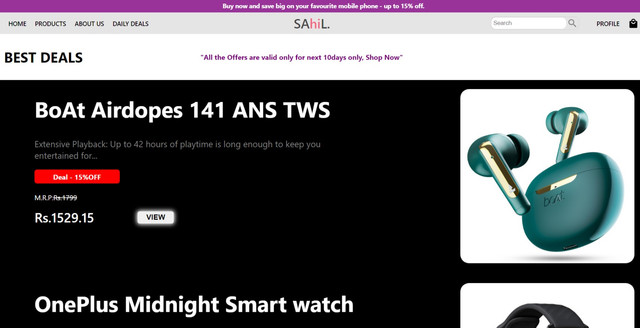 Buy now and save big on your favourite mobile phone - up to 15% off.
HOME PRODUCTS ABOUT US DAILY DEALS SAhiL. Search PROFILE
BEST DEALS
"All the Offers are valid only for next 10days only, Shop Now"
BoAt Airdopes 141 ANS TWS
Extensive Playback: Up to 42 hours of playtime is long enough to keep you
entertained for...
Deal - 15%OFF
M.R.P:Rs.1799
Rs.1529.15 VIEW
boAt
OnePlus Midnight Smart watch